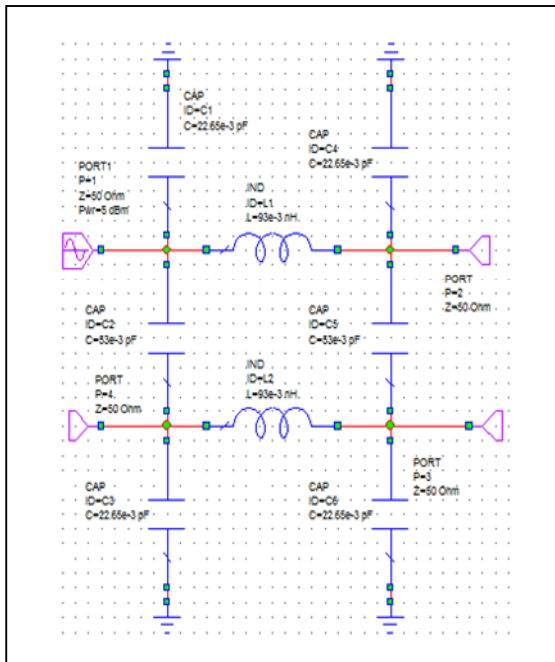 CAP
ID=C1
C=22.65e-3 pF
CAP
ID=C4
C=22.65e-3 pF
PORT1
P=1
Z=50 Ohm
Pwr=5 dBm
IND
ID=L1
L=93e-3 nH
PORT
P=2
Z=50 Ohm
CAP
ID=C2
C=53e-3 pF
CAP
ID=C5
C=53e-3 pF
IND
ID=L2
L=93e-3 nH
PORT
P=4
Z=50 Ohm
PORT
P=3
Z=50 Ohm
CAP
ID=C3
C=22.65e-3 pF
CAP
ID=C6
C=22.65e-3 pF